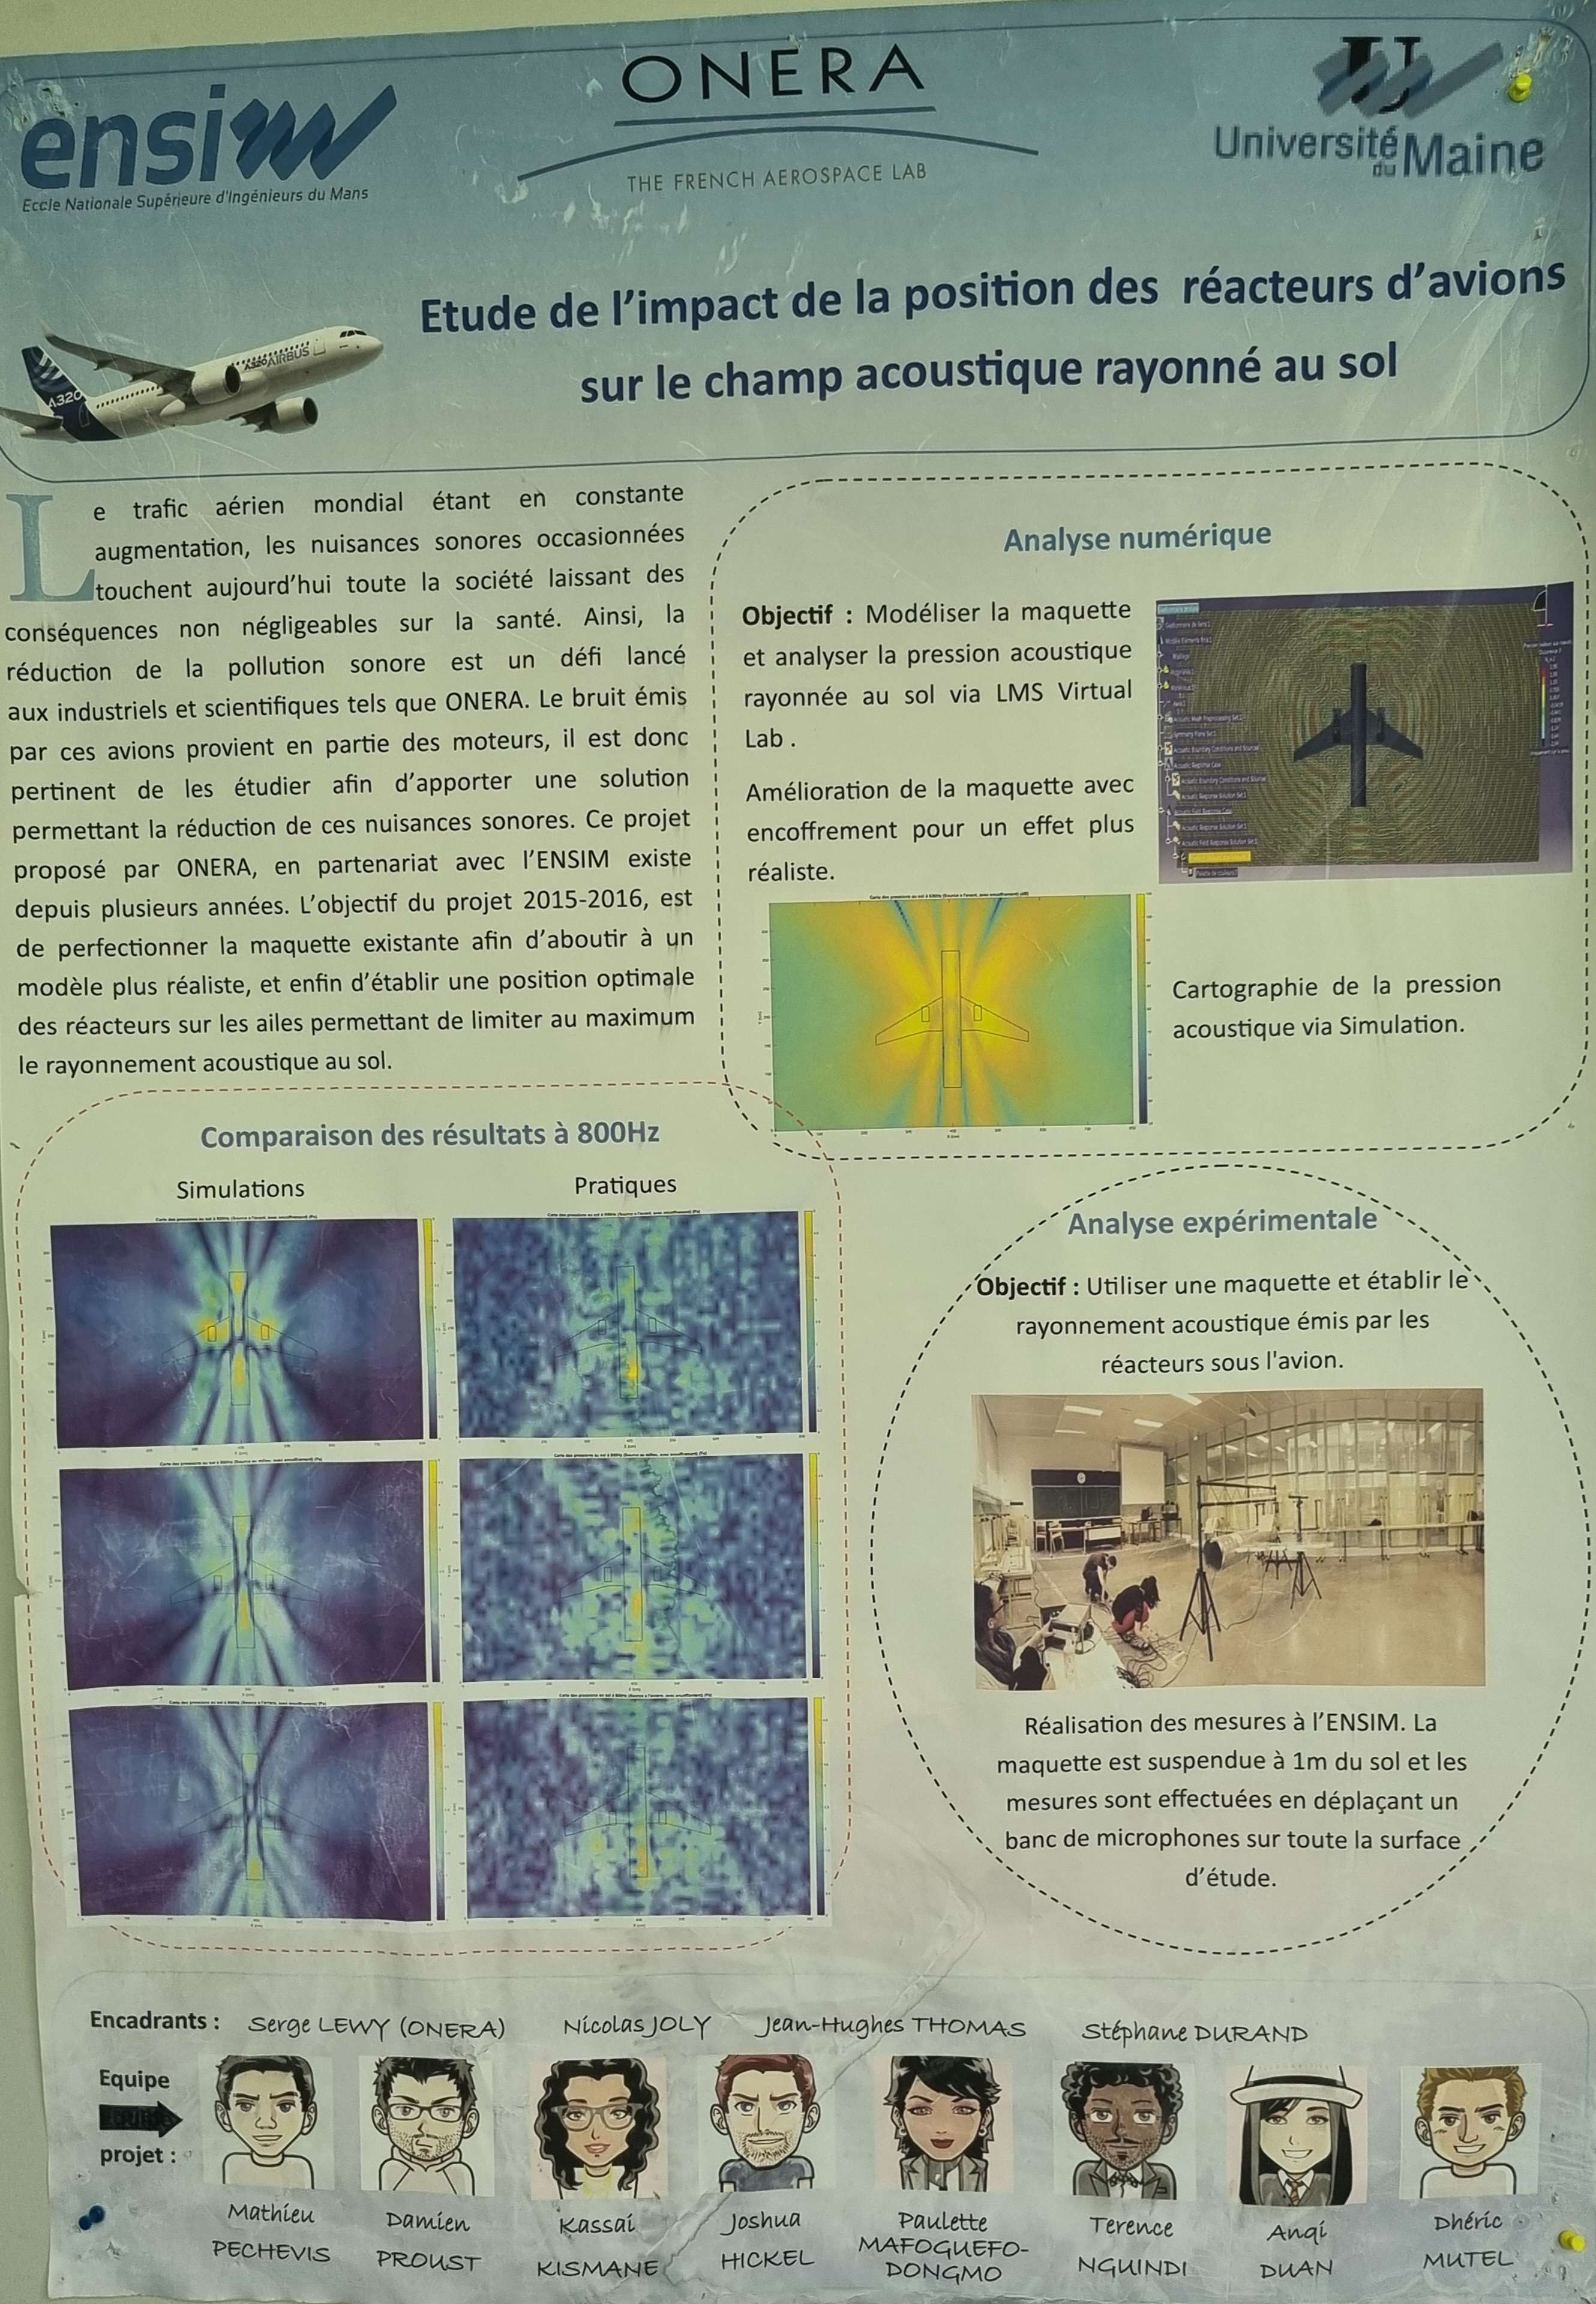 ensim
Eccle Nationale Supérieure d'Ingénieurs du Mans
ONERA
THE FRENCH AEROSPACE LAB
U
Université du Maine
A320 AIRBUS
A320
Etude de l'impact de la position des réacteurs d'avions
sur le champ acoustique rayonné au sol
Le trafic aérien mondial étant en constante
augmentation, les nuisances sonores occasionnées
touchent aujourd'hui toute la société laissant des
conséquences non négligeables sur la santé. Ainsi, la
réduction de la pollution sonore est un défi lancé
aux industriels et scientifiques tels que ONERA. Le bruit émis
par ces avions provient en partie des moteurs, il est donc
pertinent de les étudier afin d'apporter une solution
permettant la réduction de ces nuisances sonores. Ce projet
proposé par ONERA, en partenariat avec l'ENSIM existe
depuis plusieurs années. L'objectif du projet 2015-2016, est
de perfectionner la maquette existante afin d'aboutir à un
modèle plus réaliste, et enfin d'établir une position optimale
des réacteurs sur les ailes permettant de limiter au maximum
le rayonnement acoustique au sol.
Analyse numérique
Objectif : Modéliser la maquette
et analyser la pression acoustique
rayonnée au sol via LMS Virtual
Lab .
Amélioration de la maquette avec
encoffrement pour un effet plus
réaliste.
Cartographie de la pression
acoustique via Simulation.
Comparaison des résultats à 800Hz
Simulations
Pratiques
Analyse expérimentale
Objectif : Utiliser une maquette et établir le
rayonnement acoustique émis par les
réacteurs sous l'avion.
Réalisation des mesures à l'ENSIM. La
maquette est suspendue à 1m du sol et les
mesures sont effectuées en déplaçant un
banc de microphones sur toute la surface
d'étude.
Encadrants : Serge LEWY (ONERA) Nicolas JOLY Jean-Hughes THOMAS Stéphane DURAND
Equipe
projet :
Mathieu
PECHEVIS
Damien
PROUST
Kassai
KISMANE
Joshua
HICKEL
Paulette
MAFOGUEFO-
DONGMO
Terence
NGUINDI
Anqi
DUAN
Dhéric
MUTEL